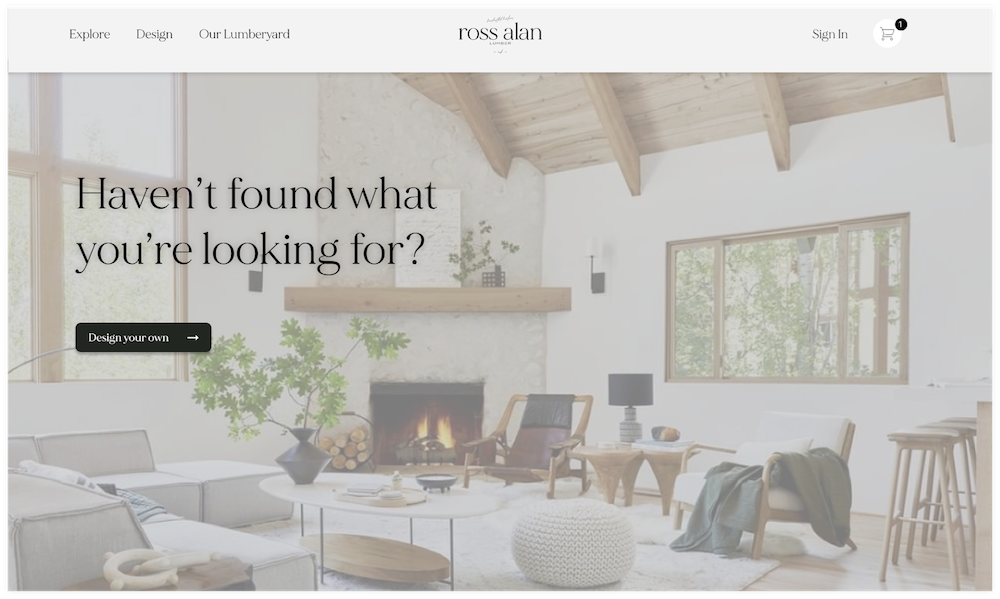 Explore Design Our Lumberyard
ross alan
LUMBER
Sign In
1
Haven't found what
you're looking for?
Design your own →